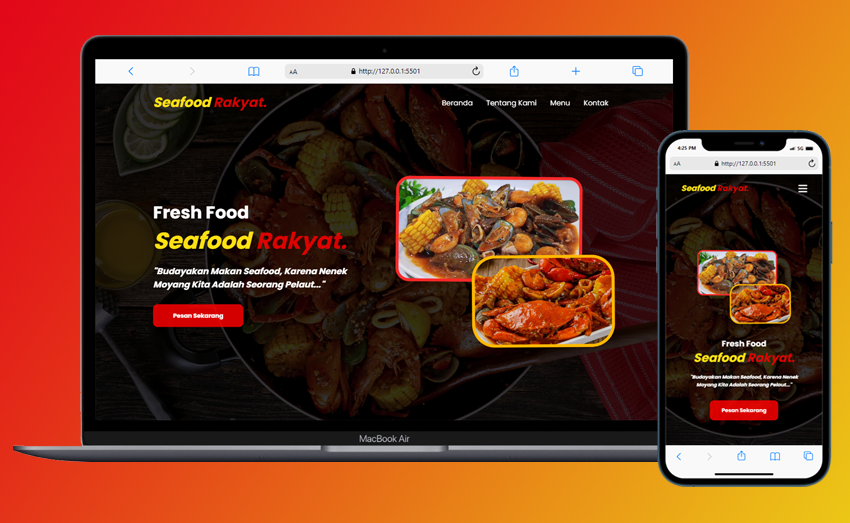 AA
http://127.0.0.1:5501
Seafood Rakyat.
Beranda
Tentang Kami
Menu
Kontak
Fresh Food
Seafood Rakyat.
"Budayakan Makan Seafood, Karena Nenek
Moyang Kita Adalah Seorang Pelaut..."
Pesan Sekarang
MacBook Air
4:25 PM
5G
AA
http://127.0.0.1:5501
Seafood Rakyat.
Fresh Food
Seafood Rakyat.
"Budayakan Makan Seafood, Karena Nenek
Moyang Kita Adalah Seorang Pelaut..."
Pesan Sekarang